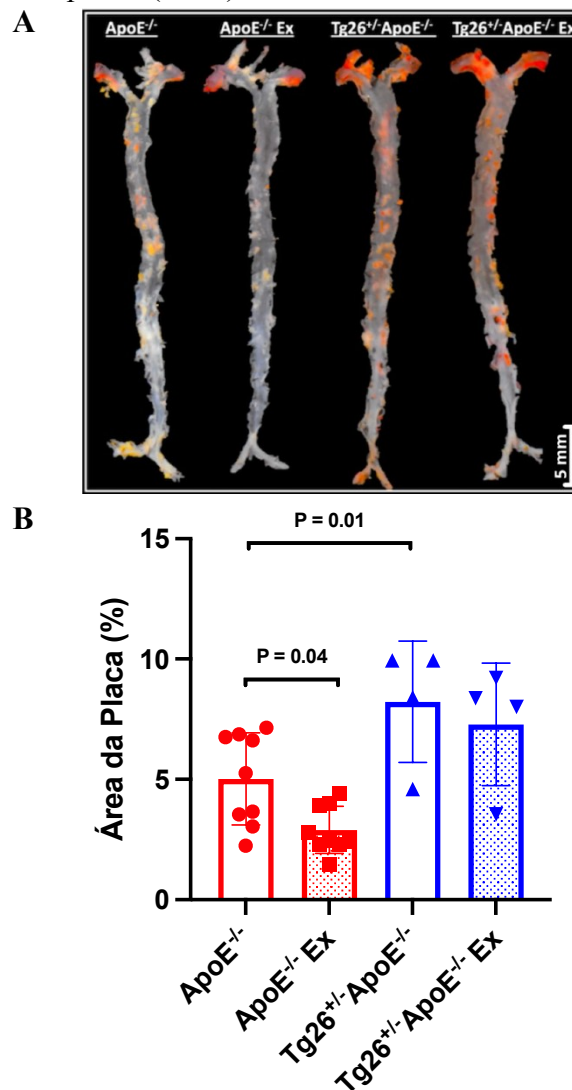 A
ApoE⁻/⁻ ApoE⁻/⁻ Ex Tg26⁺/⁻ApoE⁻/⁻ Tg26⁺/⁻ApoE⁻/⁻ Ex
5 mm
B
P = 0.01
P = 0.04
15
10
5
0
Área da Placa (%)
ApoE⁻/⁻
ApoE⁻/⁻ Ex
Tg26⁺/⁻ApoE⁻/⁻
Tg26⁺/⁻ApoE⁻/⁻ Ex